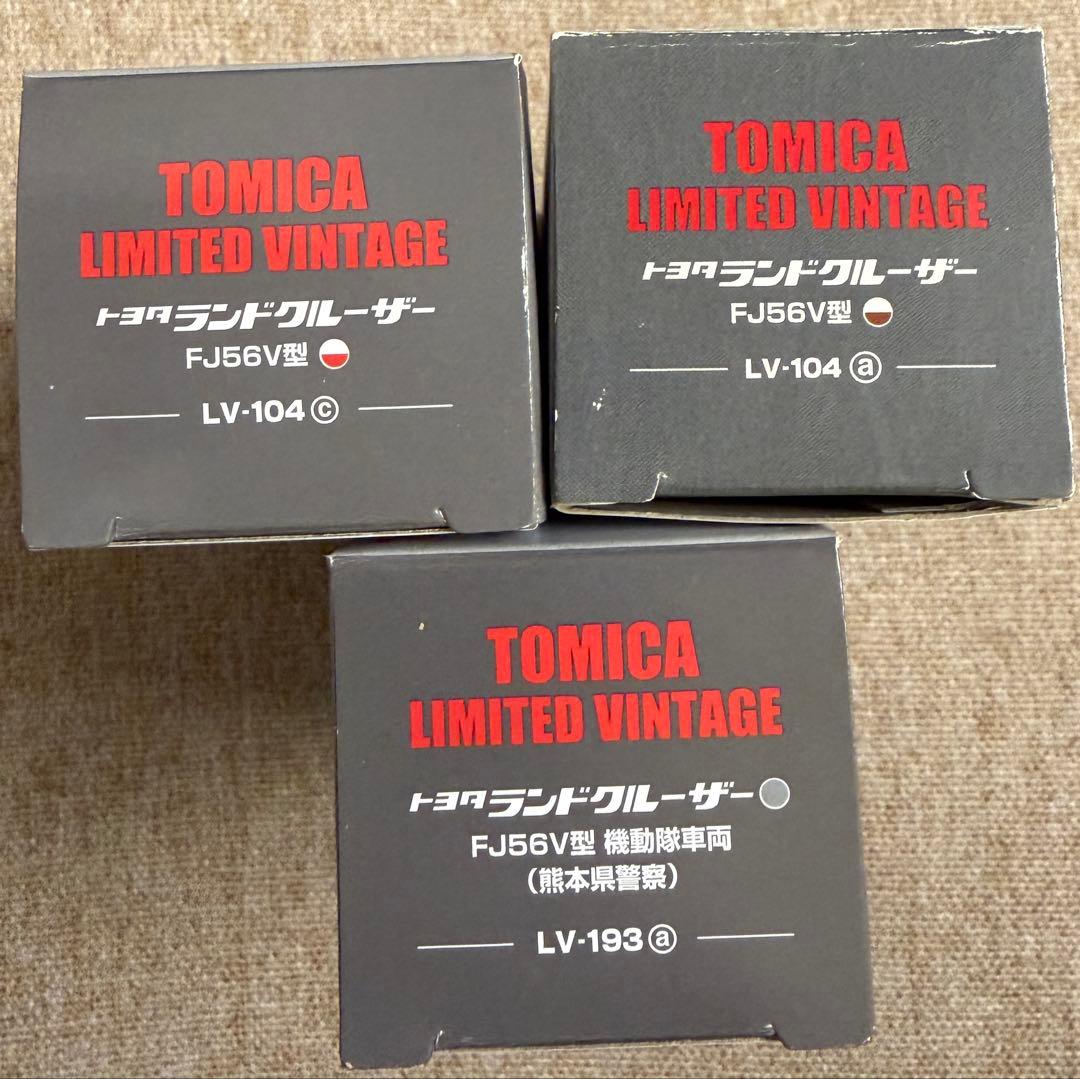 TOMICA
LIMITED VINTAGE
トヨタ ランドクルーザー
FJ56V型
LV-104 ⓒ
TOMICA
LIMITED VINTAGE
トヨタ ランドクルーザー
FJ56V型
LV-104 ⓐ
TOMICA
LIMITED VINTAGE
トヨタ ランドクルーザー
FJ56V型 機動隊車両
(熊本県警察)
LV-193 ⓐ